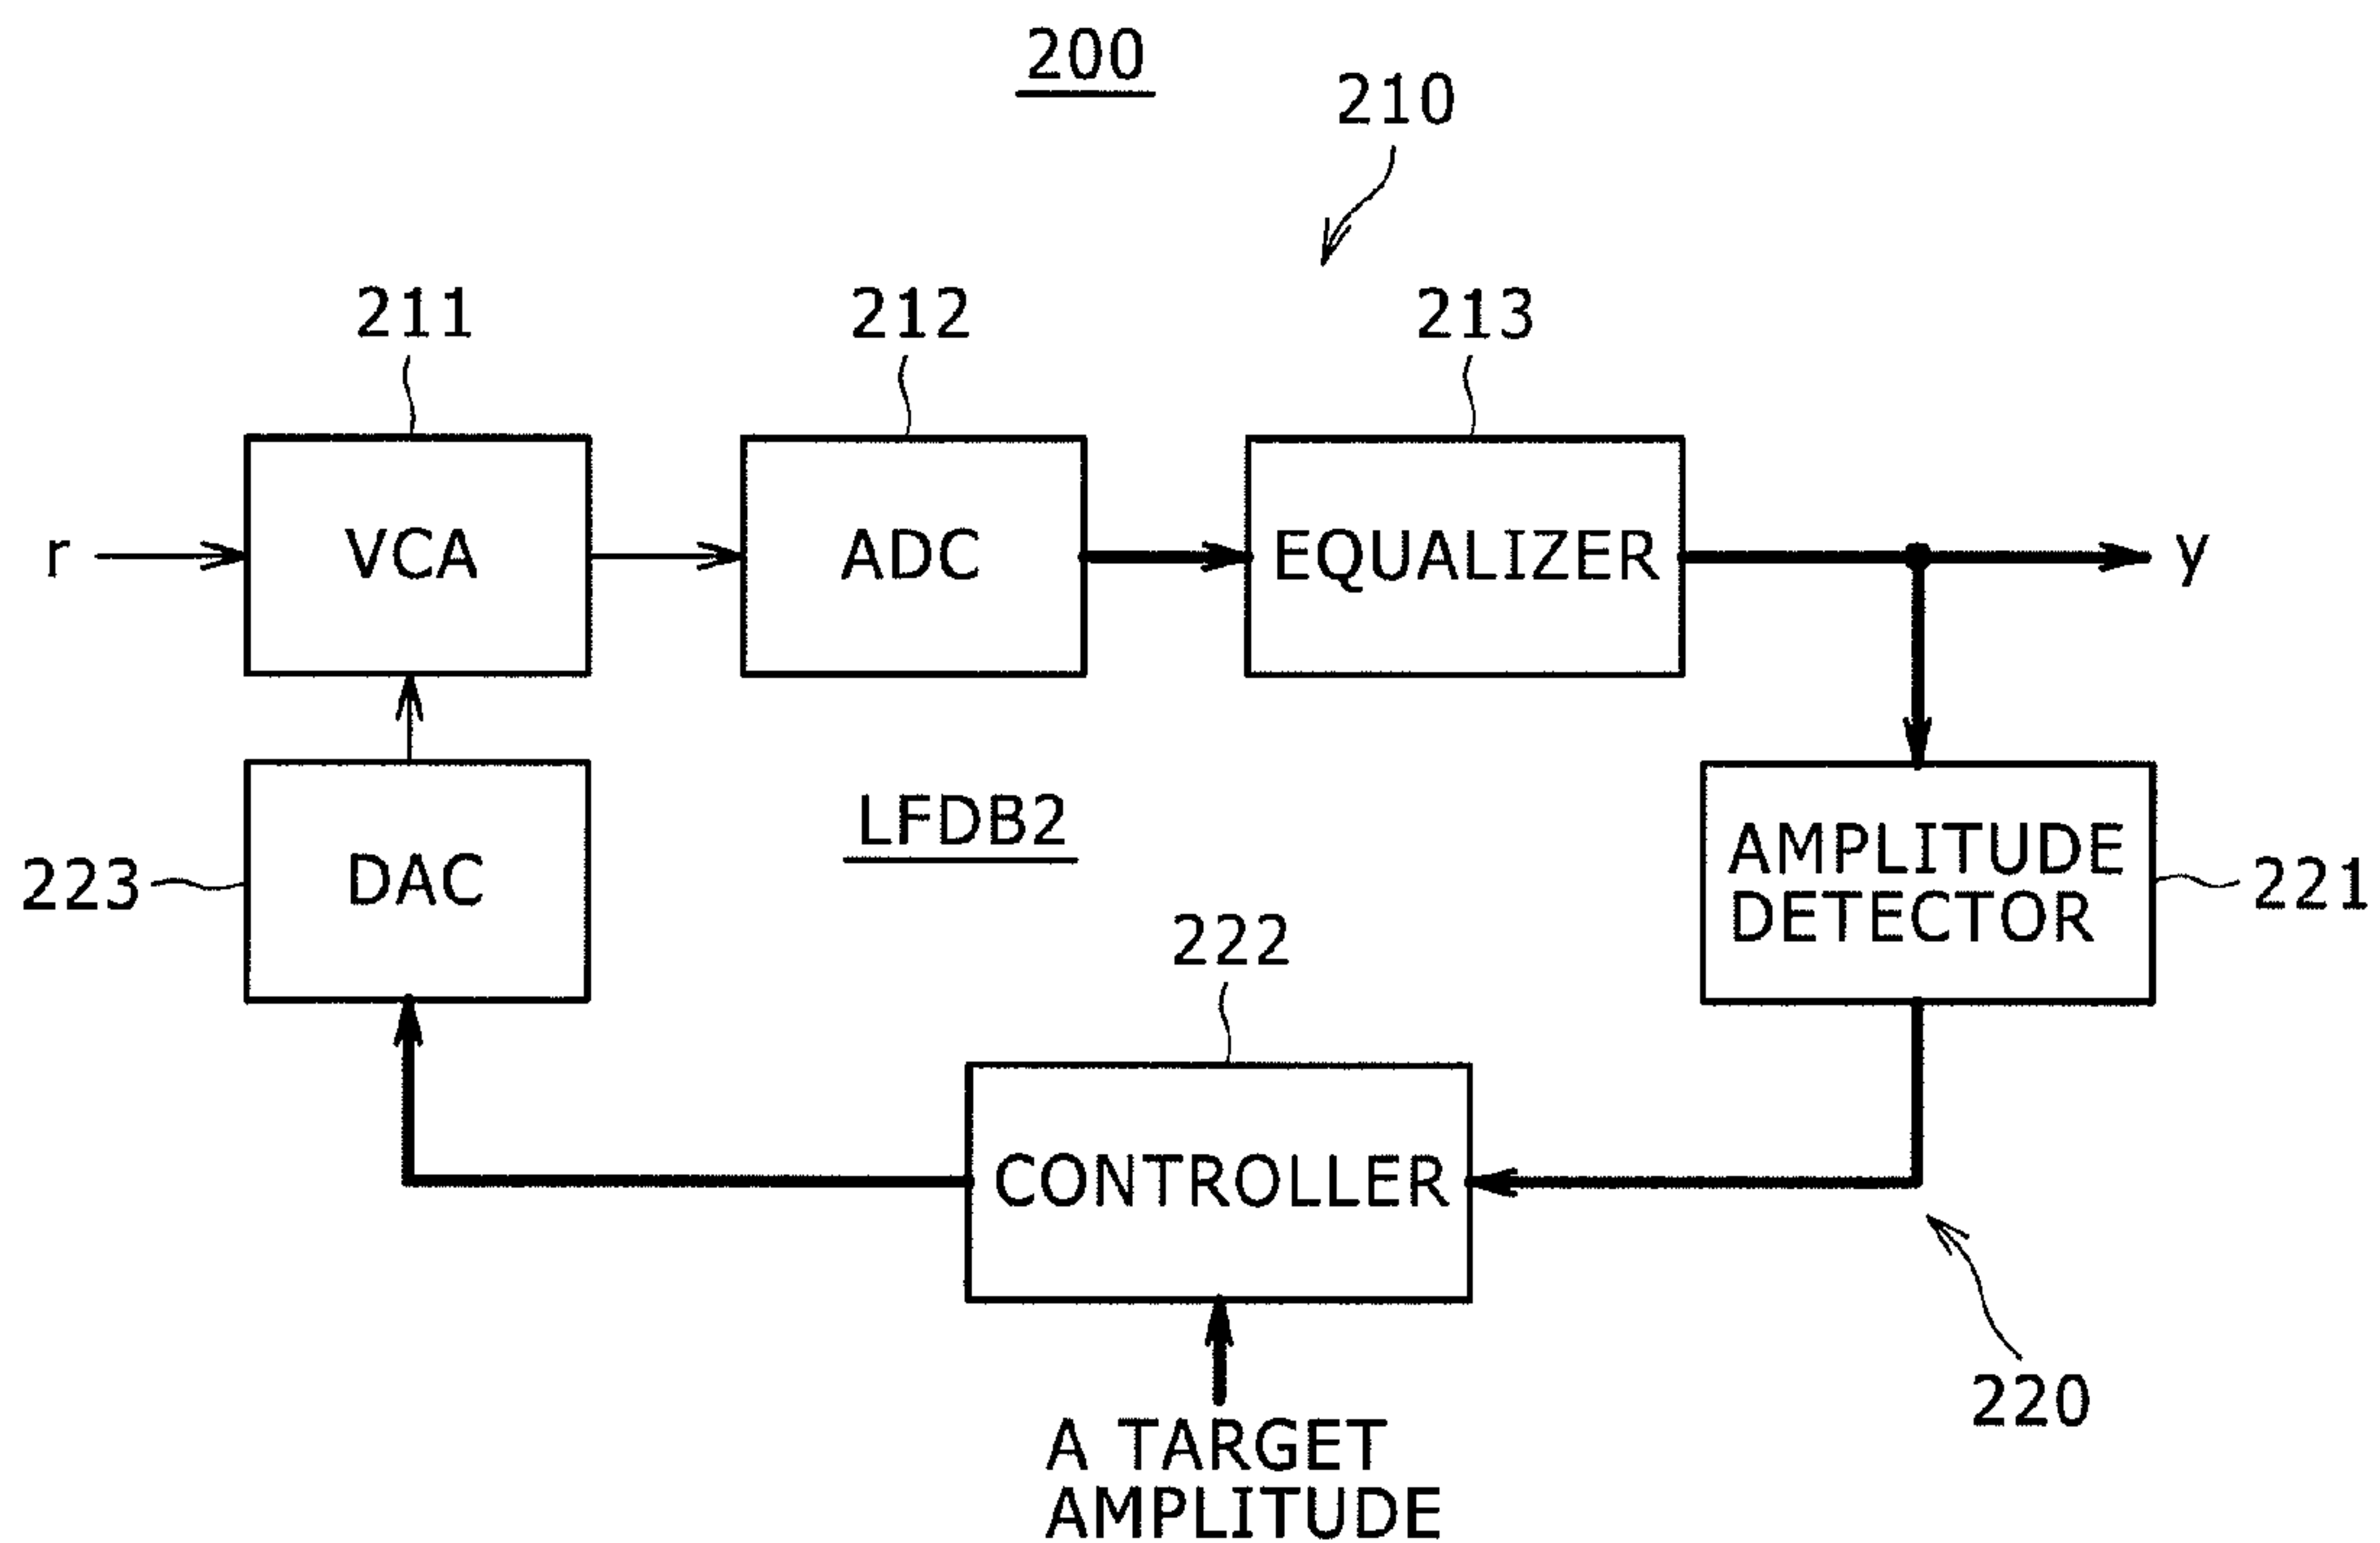 200
210
211
212
213
r
VCA
ADC
EQUALIZER
y
223
DAC
LFDB2
AMPLITUDE
DETECTOR
221
222
CONTROLLER
220
A TARGET
AMPLITUDE